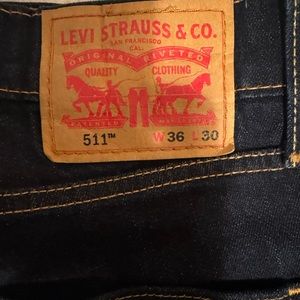 LEVI STRAUSS & CO.
SAN FRANCISCO
CAL.
ORIGINAL RIVETED
QUALITY CLOTHING
511™ W 36 L 30